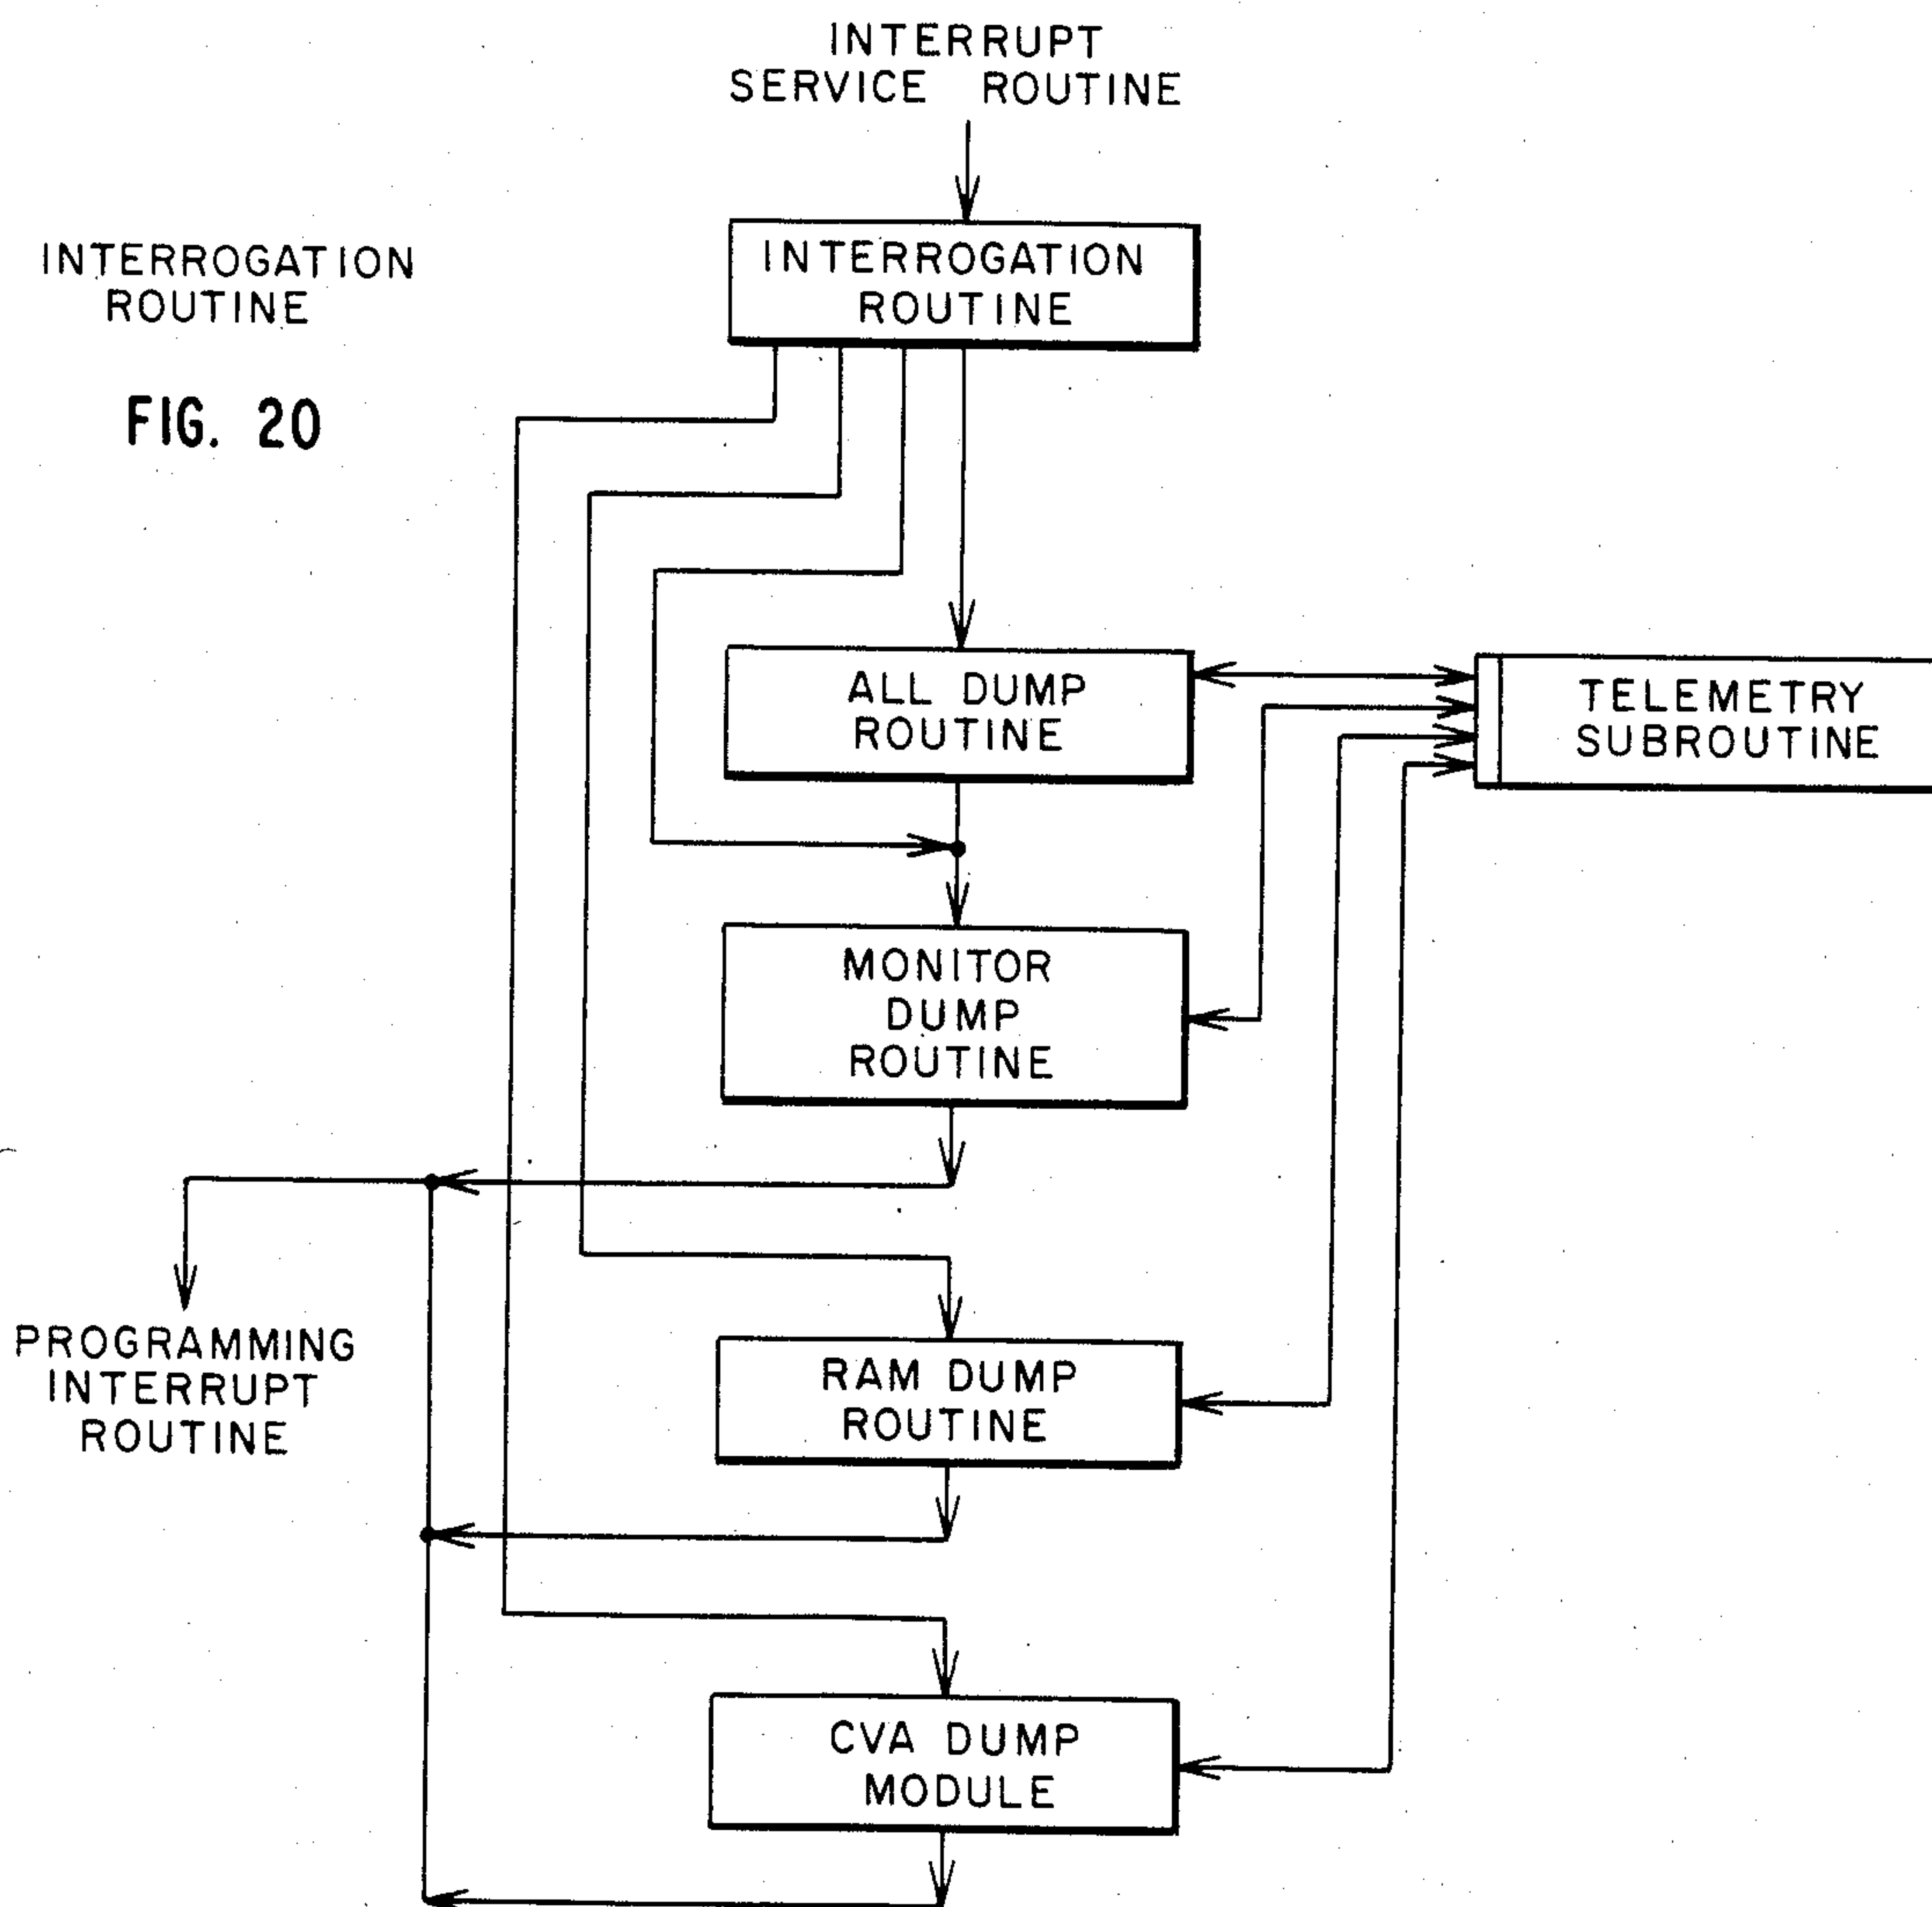 INTERRUPT
SERVICE ROUTINE
INTERROGATION
ROUTINE
FIG. 20
INTERROGATION
ROUTINE
ALL DUMP
ROUTINE
TELEMETRY
SUBROUTINE
MONITOR
DUMP
ROUTINE
PROGRAMMING
INTERRUPT
ROUTINE
RAM DUMP
ROUTINE
CVA DUMP
MODULE